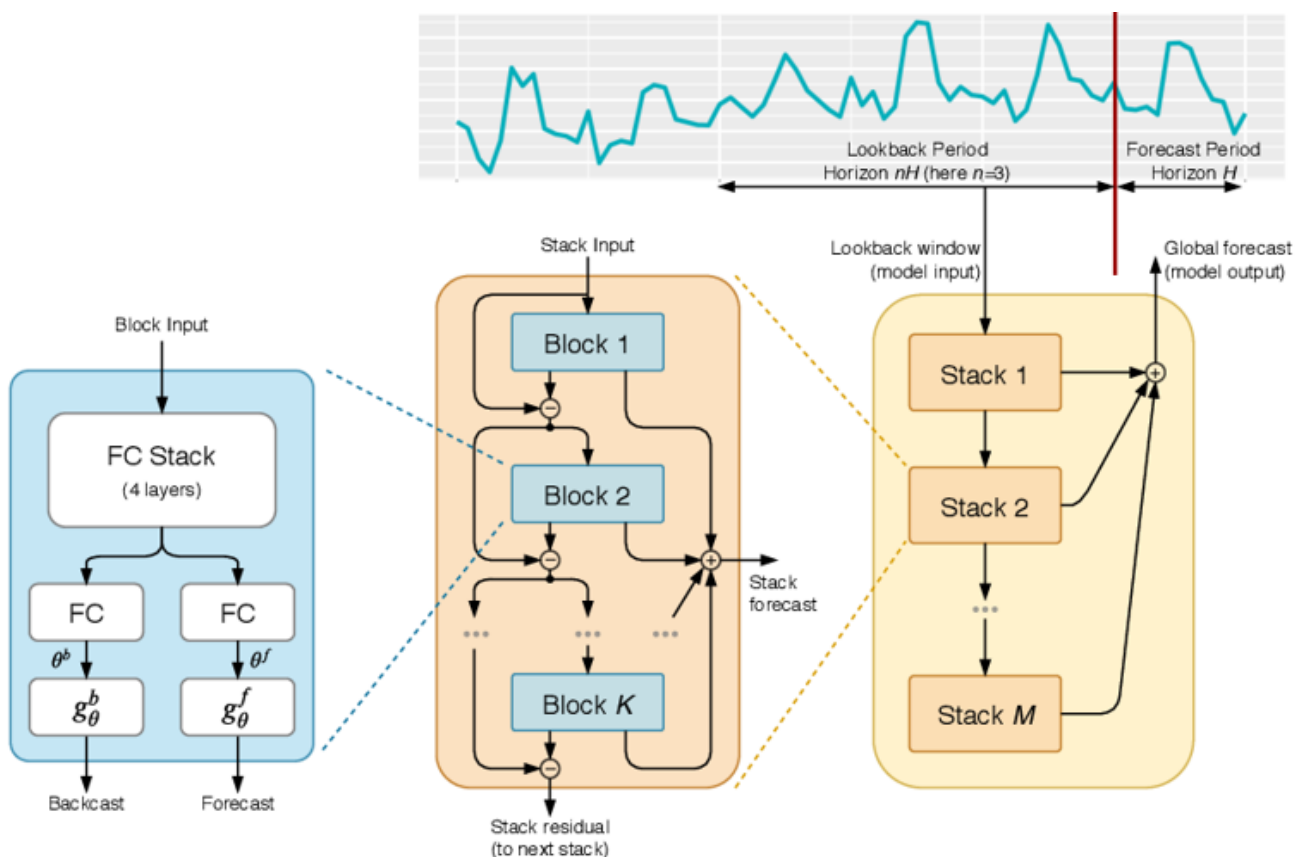 Lookback Period
Horizon nH (here n=3)
Forecast Period
Horizon H
Lookback window
(model input)
Global forecast
(model output)
Stack Input
Block Input
Block 1
Block 2
Block K
Stack
forecast
Stack residual
(to next stack)
FC Stack
(4 layers)
FC
FC
θᵇ
θᶠ
gᵇ_θ
gᶠ_θ
Backcast
Forecast
Stack 1
Stack 2
Stack M